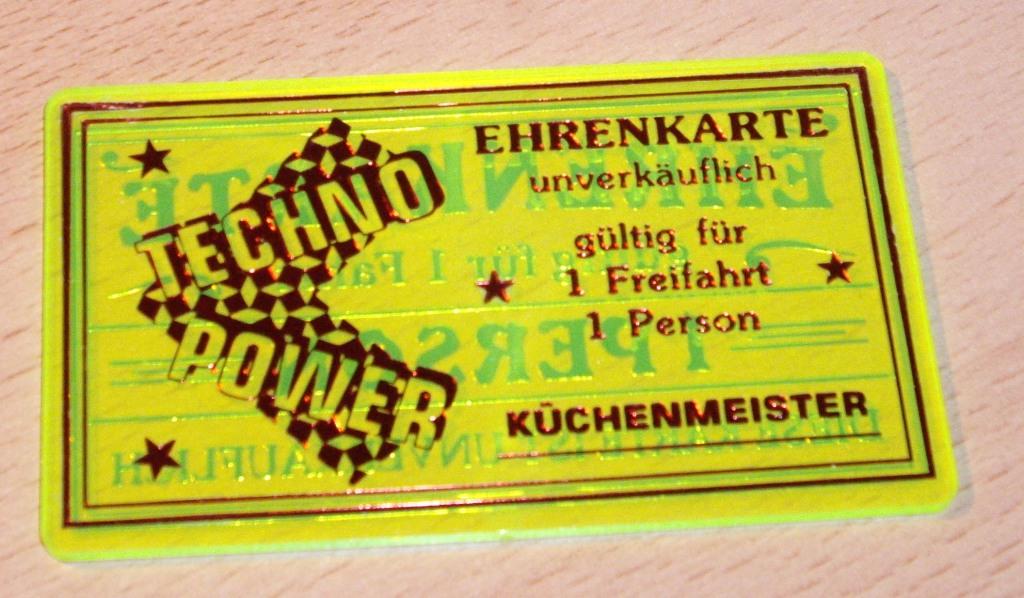 TECHNO
POWER
EHRENKARTE
unverkäuflich
gültig für
1 Freifahrt
1 Person
KÜCHENMEISTER